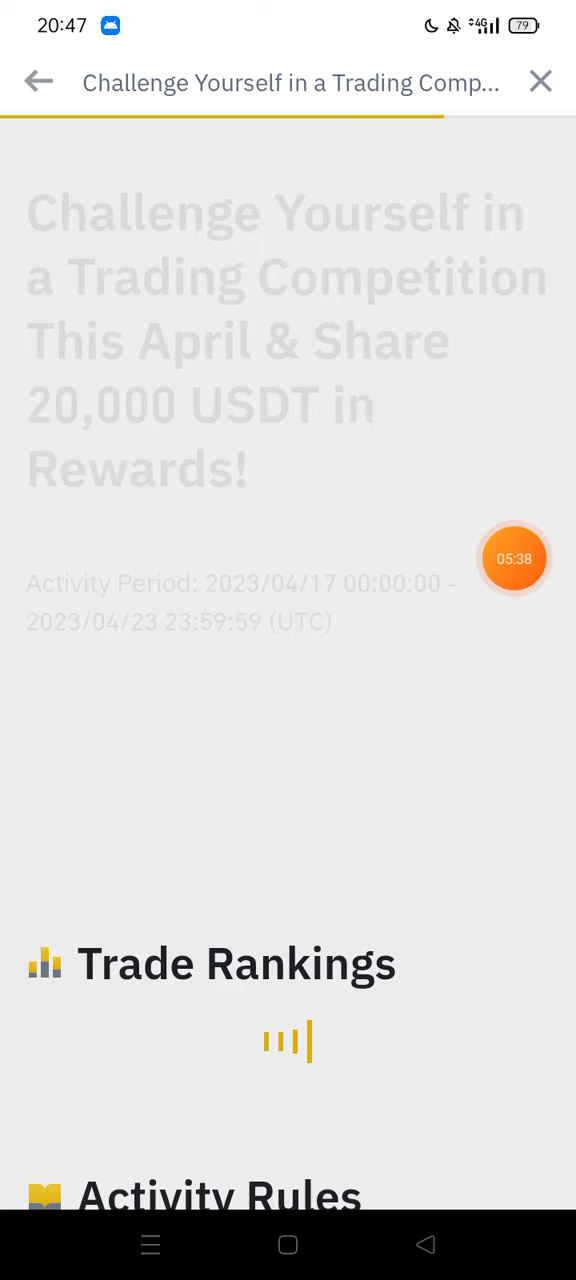 20:47
4G
79
Challenge Yourself in a Trading Comp...
Challenge Yourself in
a Trading Competition
This April & Share
20,000 USDT in
Rewards!
05:38
Activity Period: 2023/04/17 00:00:00 -
2023/04/23 23:59:59 (UTC)
Trade Rankings
Activity Rules